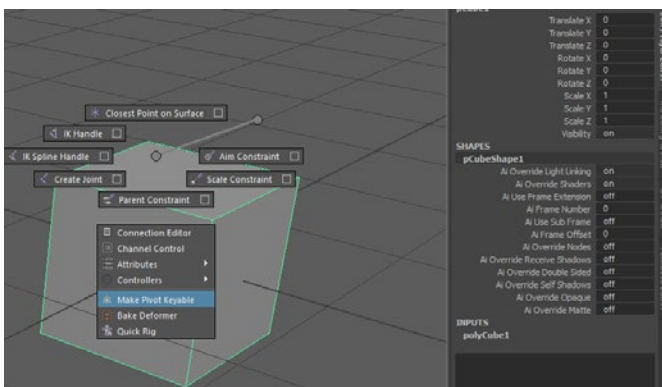 Closest Point on Surface
IK Handle
IK Spline Handle
Aim Constraint
Create Joint
Scale Constraint
Parent Constraint
Connection Editor
Channel Control
Attributes
Controllers
Make Pivot Keyable
Bake Deformer
Quick Rig
pCube1
Translate X 0
Translate Y 0
Translate Z 0
Rotate X 0
Rotate Y 0
Rotate Z 0
Scale X 1
Scale Y 1
Scale Z 1
Visibility on
SHAPES
pCubeShape1
Ai Override Light Linking on
Ai Override Shaders on
Ai Use Frame Extension off
Ai Frame Number 0
Ai Use Sub Frame off
Ai Frame Offset 0
Ai Override Nodes off
Ai Override Receive Shadows off
Ai Override Double Sided off
Ai Override Self Shadows off
Ai Override Opaque off
Ai Override Matte off
INPUTS
polyCube1